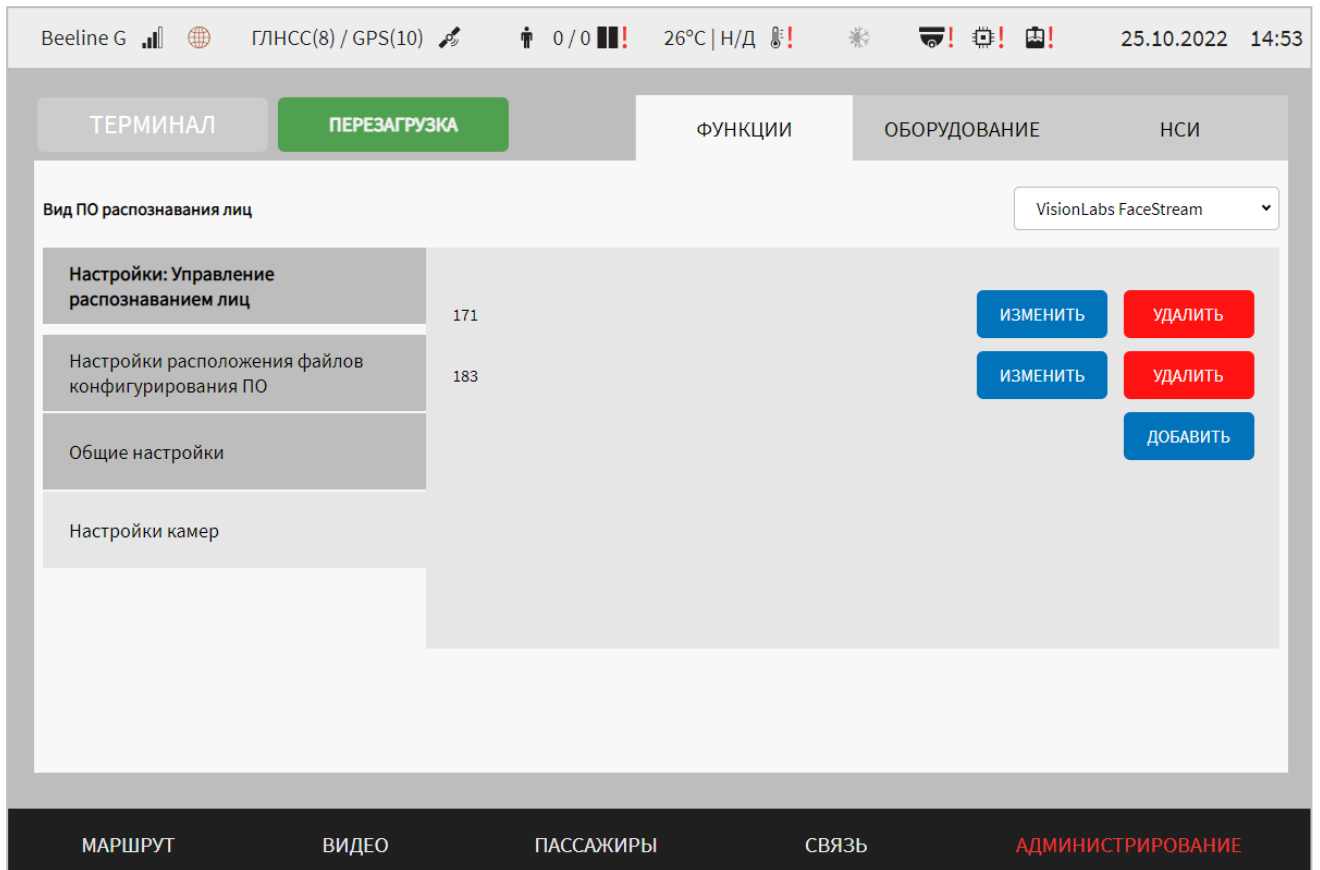 Beeline G ГЛНСС(8) / GPS(10) 0 / 0 ! 26°C | Н/Д ! ! ! ! 25.10.2022 14:53
ТЕРМИНАЛ ПЕРЕЗАГРУЗКА ФУНКЦИИ ОБОРУДОВАНИЕ НСИ
Вид ПО распознавания лиц VisionLabs FaceStream
Настройки: Управление
распознаванием лиц
171 ИЗМЕНИТЬ УДАЛИТЬ
Настройки расположения файлов
конфигурирования ПО
183 ИЗМЕНИТЬ УДАЛИТЬ
ДОБАВИТЬ
Общие настройки
Настройки камер
МАРШРУТ ВИДЕО ПАССАЖИРЫ СВЯЗЬ АДМИНИСТРИРОВАНИЕ